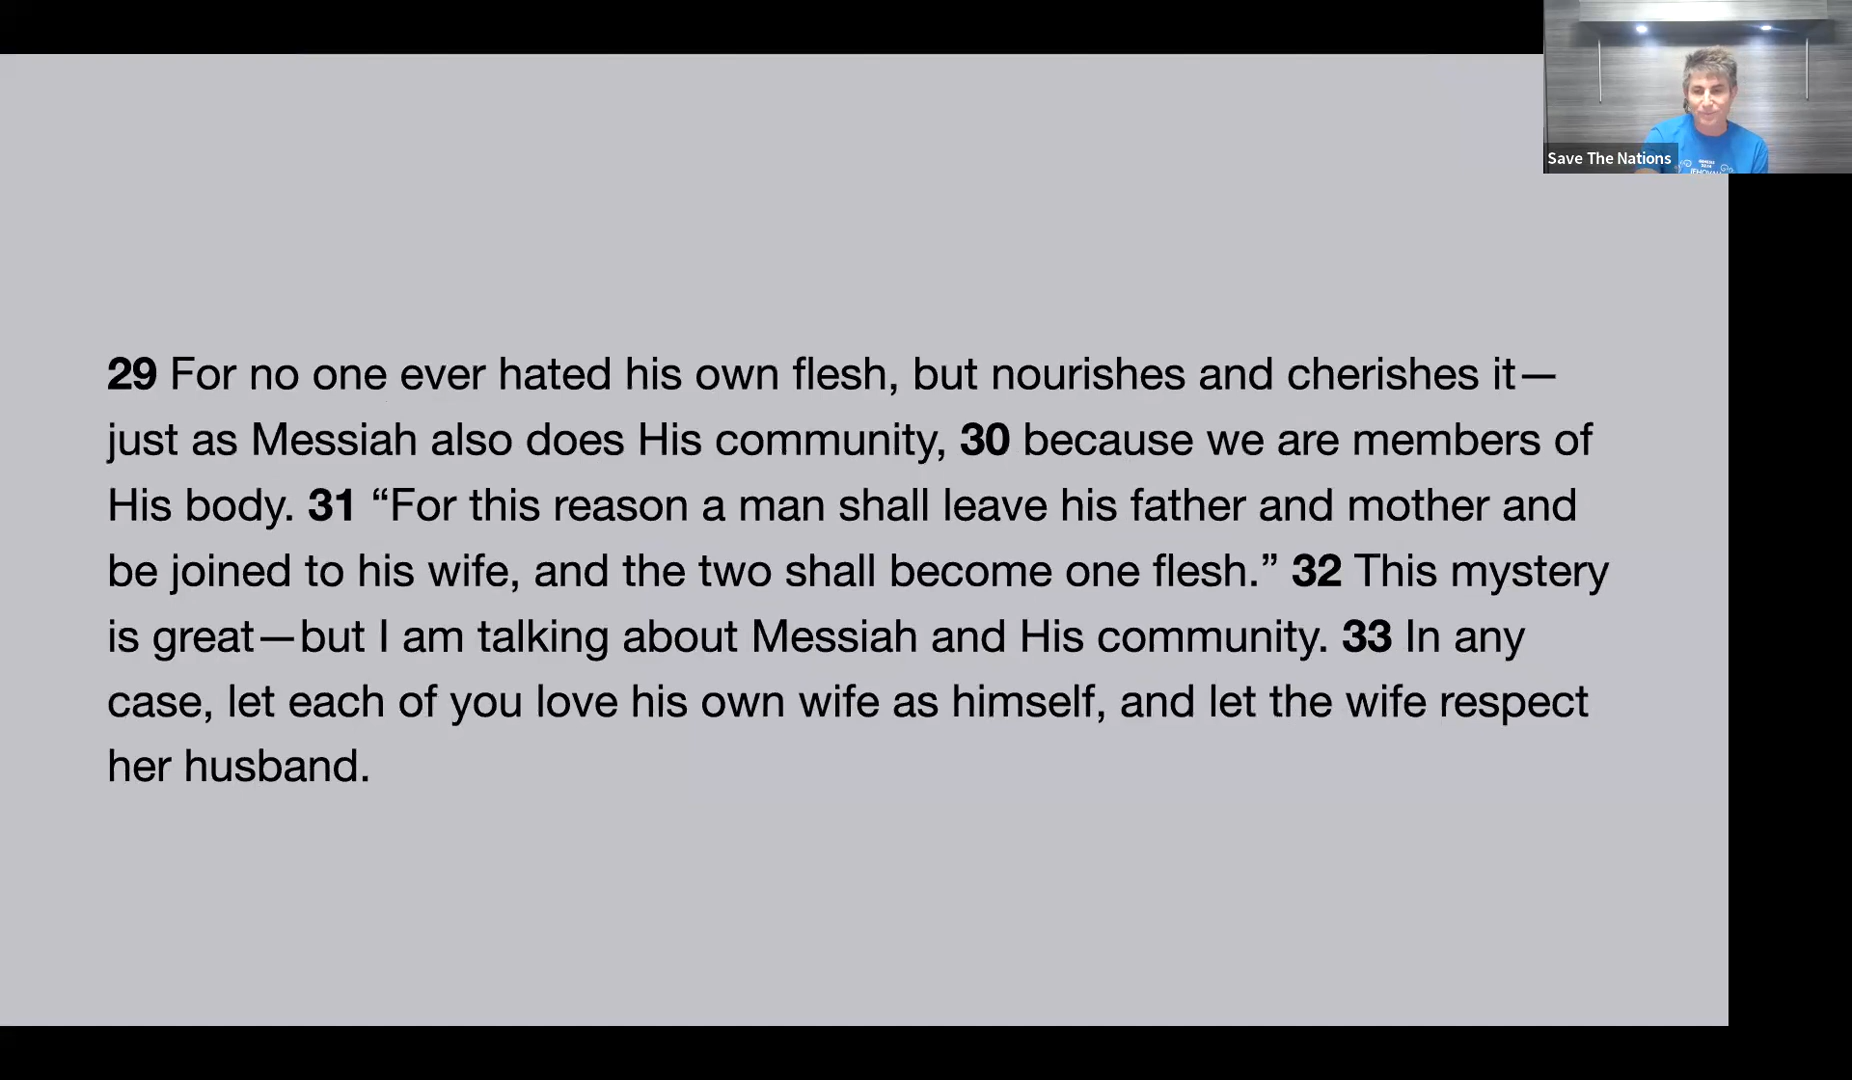 Save The Nations
GENESIS
JEHOVAH
29 For no one ever hated his own flesh, but nourishes and cherishes it—
just as Messiah also does His community, 30 because we are members of
His body. 31 “For this reason a man shall leave his father and mother and
be joined to his wife, and the two shall become one flesh.” 32 This mystery
is great—but I am talking about Messiah and His community. 33 In any
case, let each of you love his own wife as himself, and let the wife respect
her husband.